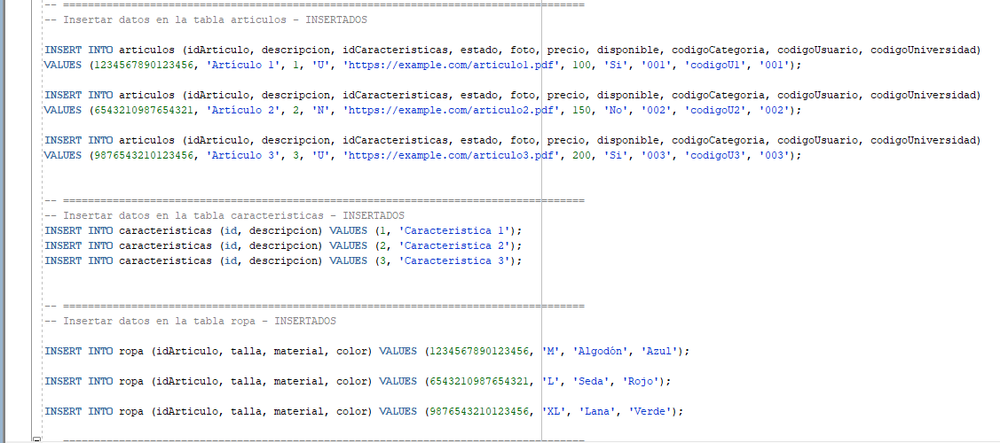 -- ====================================================================================
-- Insertar datos en la tabla articulos - INSERTADOS
INSERT INTO articulos (idArticulo, descripcion, idCaracteristicas, estado, foto, precio, disponible, codigoCategoria, codigoUsuario, codigoUniversidad)
VALUES (1234567890123456, 'Artículo 1', 1, 'U', 'https://example.com/articulo1.pdf', 100, 'Si', '001', 'codigoU1', '001');
INSERT INTO articulos (idArticulo, descripcion, idCaracteristicas, estado, foto, precio, disponible, codigoCategoria, codigoUsuario, codigoUniversidad)
VALUES (6543210987654321, 'Artículo 2', 2, 'N', 'https://example.com/articulo2.pdf', 150, 'No', '002', 'codigoU2', '002');
INSERT INTO articulos (idArticulo, descripcion, idCaracteristicas, estado, foto, precio, disponible, codigoCategoria, codigoUsuario, codigoUniversidad)
VALUES (9876543210123456, 'Artículo 3', 3, 'U', 'https://example.com/articulo3.pdf', 200, 'Si', '003', 'codigoU3', '003');
-- ====================================================================================
-- Insertar datos en la tabla caracteristicas - INSERTADOS
INSERT INTO caracteristicas (id, descripcion) VALUES (1, 'Caracteristica 1');
INSERT INTO caracteristicas (id, descripcion) VALUES (2, 'Caracteristica 2');
INSERT INTO caracteristicas (id, descripcion) VALUES (3, 'Caracteristica 3');
-- ====================================================================================
-- Insertar datos en la tabla ropa - INSERTADOS
INSERT INTO ropa (idArticulo, talla, material, color) VALUES (1234567890123456, 'M', 'Algodón', 'Azul');
INSERT INTO ropa (idArticulo, talla, material, color) VALUES (6543210987654321, 'L', 'Seda', 'Rojo');
INSERT INTO ropa (idArticulo, talla, material, color) VALUES (9876543210123456, 'XL', 'Lana', 'Verde');